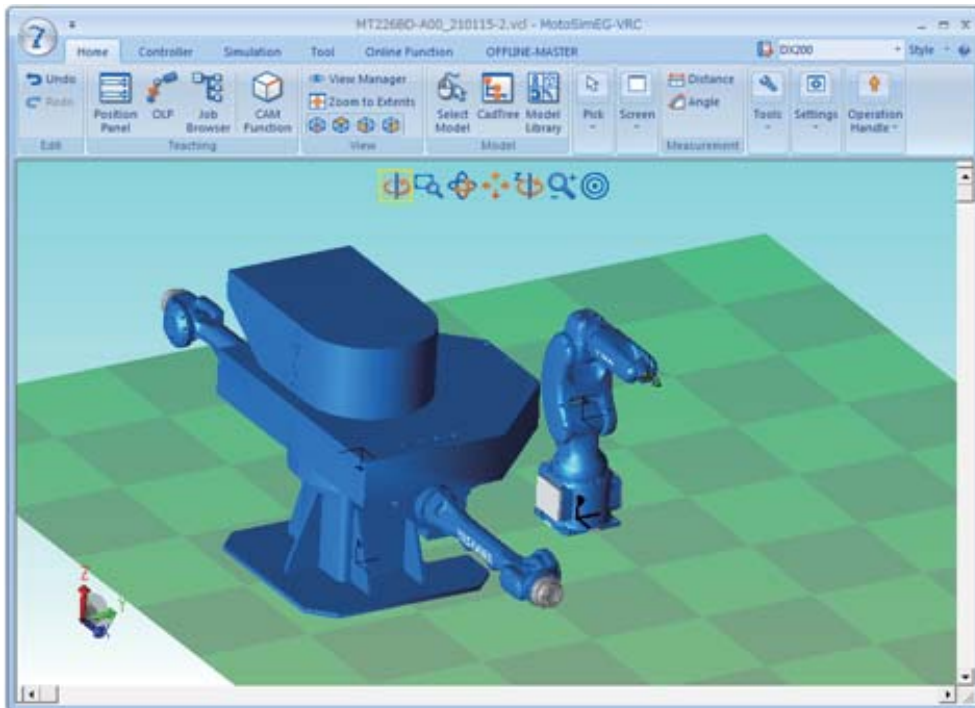 MT226BD-A00_210115-2.vcl - MotoSimEG-VRC
Home Controller Simulation Tool Online Function OFFLINE-MASTER DX200 Style
Undo
Redo
Edit
Position Panel
OLP
Job Browser
CAM Function
Teaching
View Manager
Zoom to Extents
View
Select Model
CadTree
Model Library
Model
Pick
Screen
Distance
Angle
Measurement
Tools
Settings
Operation Handle
Z
Y
X